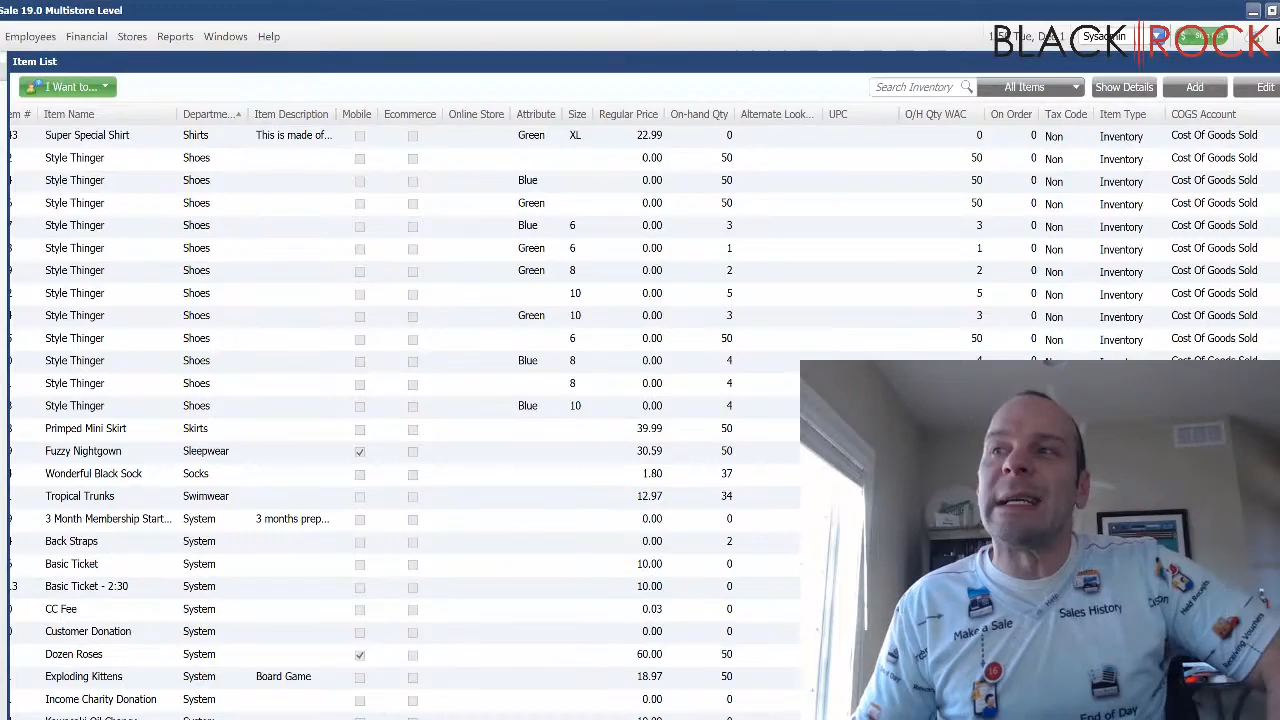 Sale 19.0 Multistore Level
Employees Financial Stores Reports Windows Help
Sysadmin
BLACK ROCK
Item List
I Want to... Search Inventory All Items Show Details Add Edit
em # Item Name Departme... Item Description Mobile Ecommerce Online Store Attribute Size Regular Price On-hand Qty Alternate Look... UPC O/H Qty WAC On Order Tax Code Item Type COGS Account
43 Super Special Shirt Shirts This is made of... Green XL 22.99 0 0 0 Non Inventory Cost Of Goods Sold
Style Thinger Shoes 0.00 50 50 0 Non Inventory Cost Of Goods Sold
Style Thinger Shoes Blue 0.00 50 50 0 Non Inventory Cost Of Goods Sold
Style Thinger Shoes Green 0.00 50 50 0 Non Inventory Cost Of Goods Sold
Style Thinger Shoes Blue 6 0.00 3 3 0 Non Inventory Cost Of Goods Sold
Style Thinger Shoes Green 6 0.00 1 1 0 Non Inventory Cost Of Goods Sold
Style Thinger Shoes Green 8 0.00 2 2 0 Non Inventory Cost Of Goods Sold
Style Thinger Shoes 10 0.00 5 5 0 Non Inventory Cost Of Goods Sold
Style Thinger Shoes Green 10 0.00 3 3 0 Non Inventory Cost Of Goods Sold
Style Thinger Shoes 6 0.00 50 50 0 Non Inventory Cost Of Goods Sold
Style Thinger Shoes Blue 8 0.00 4
Style Thinger Shoes 8 0.00 4
Style Thinger Shoes Blue 10 0.00 4
Primped Mini Skirt Skirts 39.99 50
Fuzzy Nightgown Sleepwear 30.59 50
Wonderful Black Sock Socks 1.80 37
Tropical Trunks Swimwear 12.97 34
3 Month Membership Start... System 3 months prep... 0.00 0
Back Straps System 0.00 2
Basic Ticket System 10.00 0
13 Basic Ticket - 2:30 System 10.00 0
CC Fee System 0.03 0
Customer Donation System 0.00 0
Dozen Roses System 60.00 50
Exploding Kittens System Board Game 18.97 50
Income Charity Donation System 0.00 0
Make a Sale
Help
Sales History
Held Receipts
Receiving Vouchers
16
End of Day